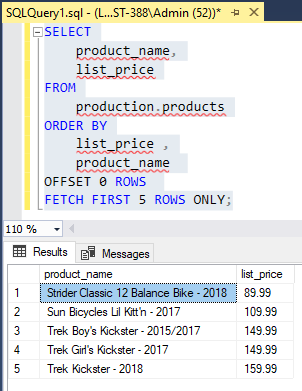 SQLQuery1.sql - (L...ST-388\Admin (52))*
SELECT
product_name,
list_price
FROM
production.products
ORDER BY
list_price ,
product_name
OFFSET 0 ROWS
FETCH FIRST 5 ROWS ONLY;
110 %
Results Messages
product_name list_price
1 Strider Classic 12 Balance Bike - 2018 89.99
2 Sun Bicycles Lil Kitt'n - 2017 109.99
3 Trek Boy's Kickster - 2015/2017 149.99
4 Trek Girl's Kickster - 2017 149.99
5 Trek Kickster - 2018 159.99